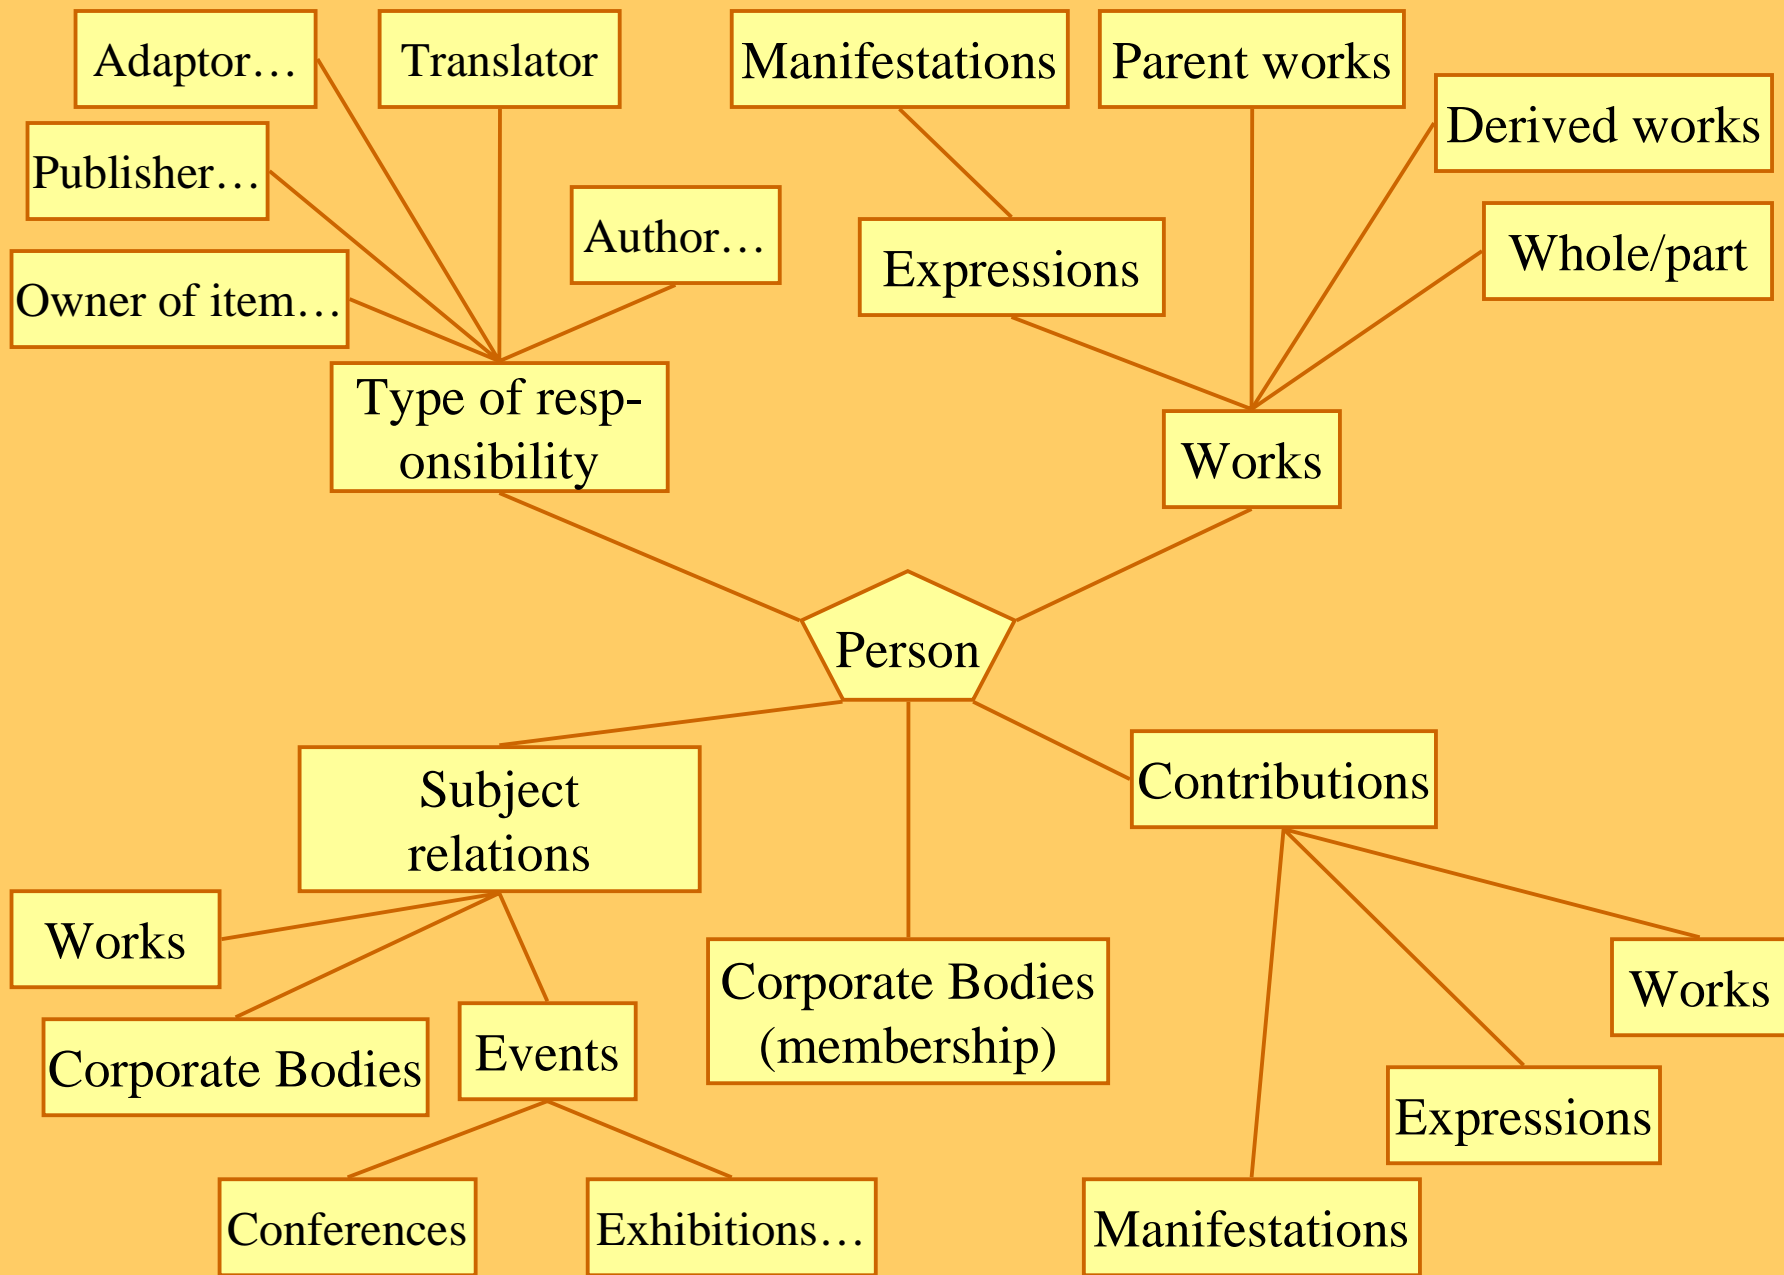 Adaptor…
Translator
Manifestations
Parent works
Derived works
Publisher…
Author…
Whole/part
Expressions
Owner of item…
Type of resp-
onsibility
Works
Person
Subject
relations
Contributions
Works
Corporate Bodies
(membership)
Works
Corporate Bodies
Events
Expressions
Conferences
Exhibitions…
Manifestations